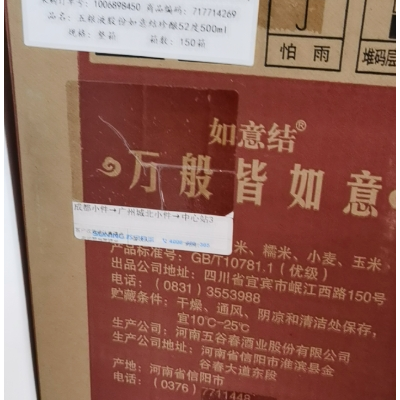 订单号: 1006898450 商品编码: 717714269
品名: 五粮液股份如意结珍酿52度500ml
规格: 整箱 箱数: 150箱
怕雨
堆码层
如意结®
万般皆如意
成都小件→广州城北小件→中心站3
米、糯米、小麦、玉米
产品标准号: GB/T10781.1 (优级)
出品公司地址: 四川省宜宾市岷江西路150号
电话: (0831) 3553988
贮藏条件: 干燥、通风、阴凉和清洁处保存,
宜10℃-25℃
生产公司: 河南五谷春酒业股份有限公司
生产公司地址: 河南省信阳市淮滨县金
谷春大道东段
产地: 河南省信阳市
电话: (0376) 7711448